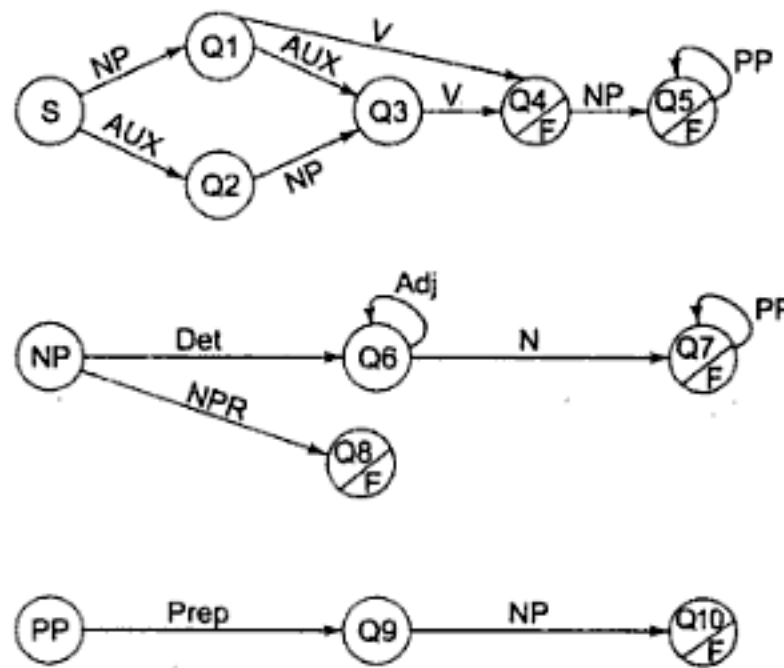 V
NP Q1 AUX PP
S Q3 V Q4 F NP Q5 F
AUX Q2 NP
Adj PP
NP Det Q6 N Q7 F
NPR
Q8 F
PP Prep Q9 NP Q10 F